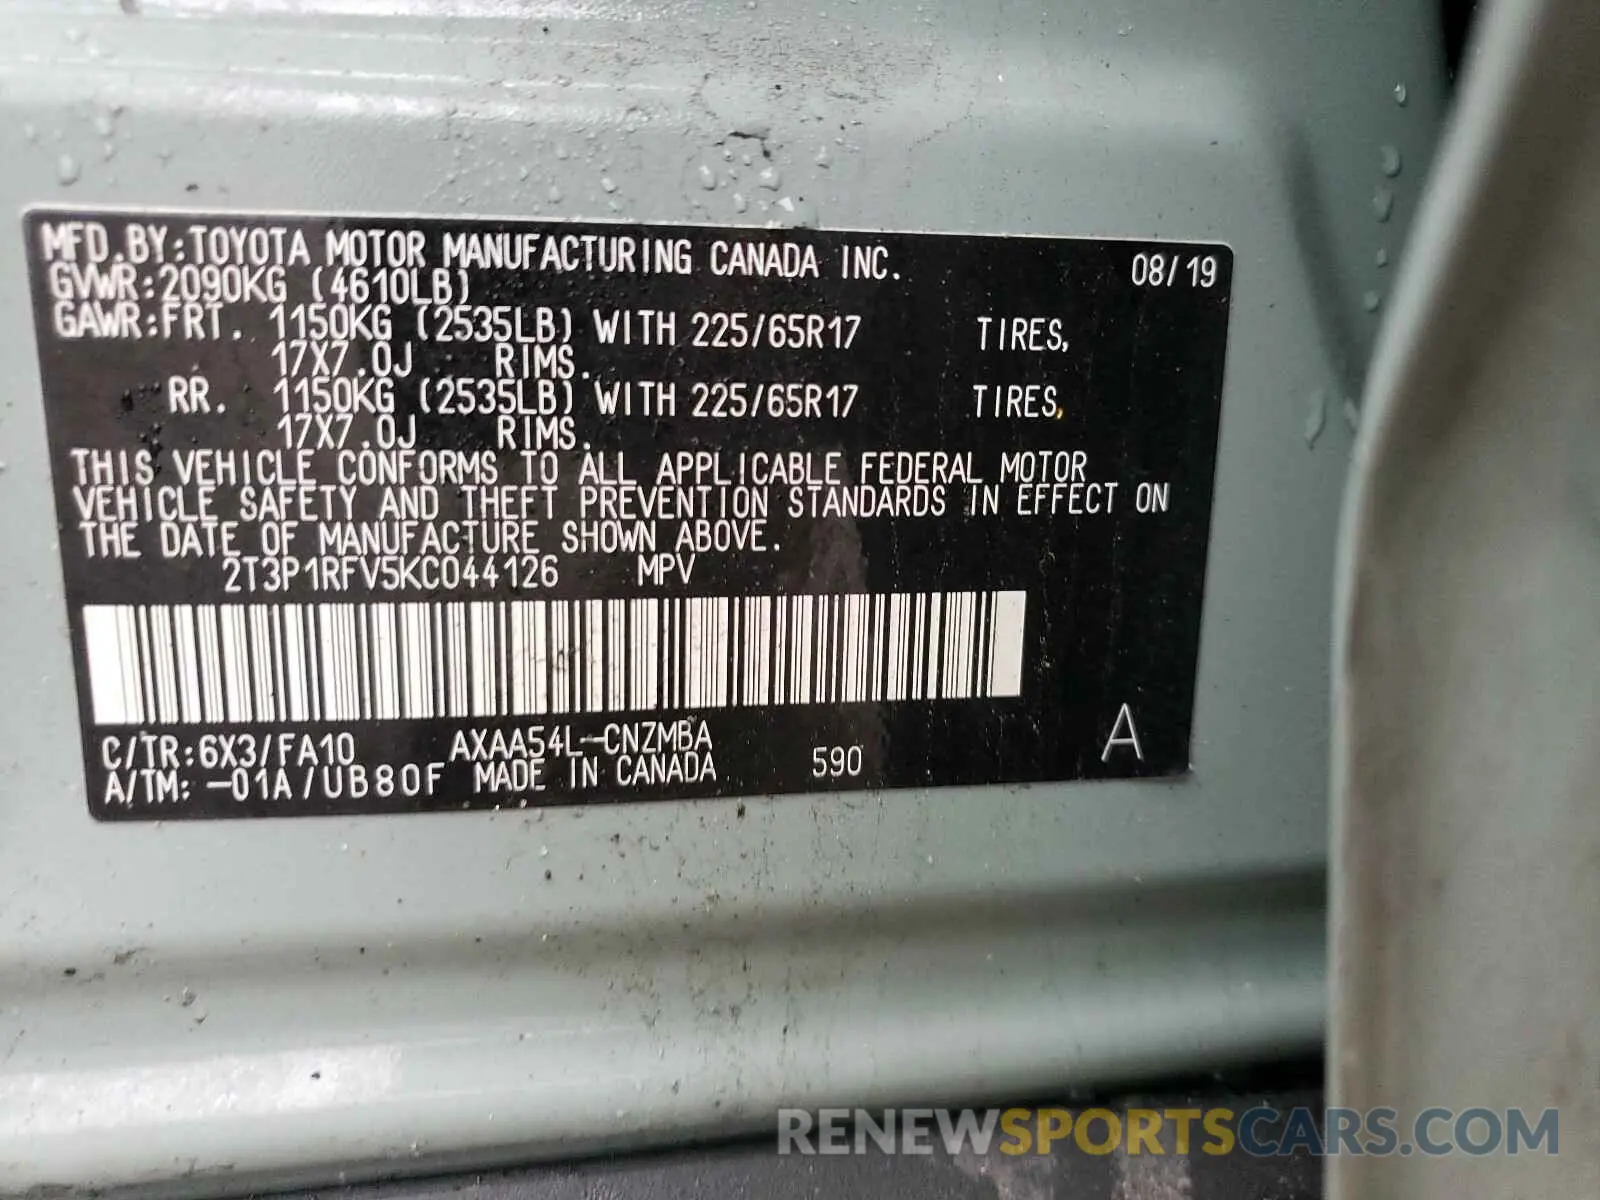 MFD.BY:TOYOTA MOTOR MANUFACTURING CANADA INC. 08/19
GVWR:2090KG (4610LB)
GAWR:FRT. 1150KG (2535LB) WITH 225/65R17 TIRES,
17X7.0J RIMS.
RR. 1150KG (2535LB) WITH 225/65R17 TIRES,
17X7.0J RIMS.
THIS VEHICLE CONFORMS TO ALL APPLICABLE FEDERAL MOTOR
VEHICLE SAFETY AND THEFT PREVENTION STANDARDS IN EFFECT ON
THE DATE OF MANUFACTURE SHOWN ABOVE.
2T3P1RFV5KC044126 MPV
C/TR:6X3/FA10 AXAA54L-CNZMBA 590 A
A/TM:-01A/UB80F MADE IN CANADA
RENEWSPORTSCARS.COM